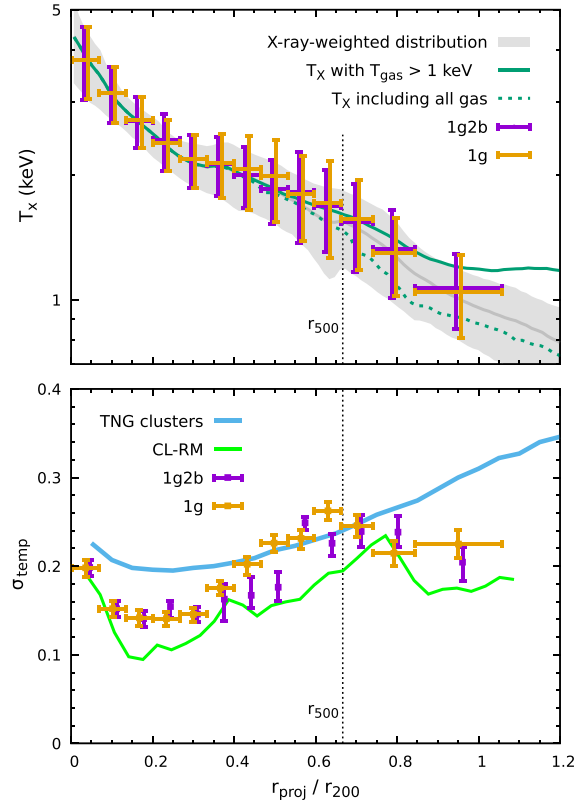 5
1
T_X (keV)
X-ray-weighted distribution
T_X with T_gas > 1 keV
T_X including all gas
1g2b
1g
r_500
0.4
0.3
0.2
0.1
0
σ_temp
TNG clusters
CL-RM
1g2b
1g
r_500
0 0.2 0.4 0.6 0.8 1 1.2
r_proj / r_200